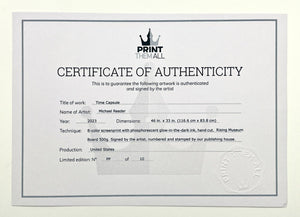 PRINT
THEM ALL
CERTIFICATE OF AUTHENTICITY
This is to guarantee the following artwork is authenticated
and signed by the artist
Title of work: Time Capsule
Name of Artist: Michael Reeder
Year: 2023 Dimensions: 46 in. x 33 in. (116.6 cm x 83.8 cm)
Technique: 8-color screenprint with phosphorescent glow-in-the-dark ink, hand cut, Rising Museum
Board 500g. Signed by the artist, numbered and stamped by our publishing house.
Production: United States
Limited edition N° PP of 10